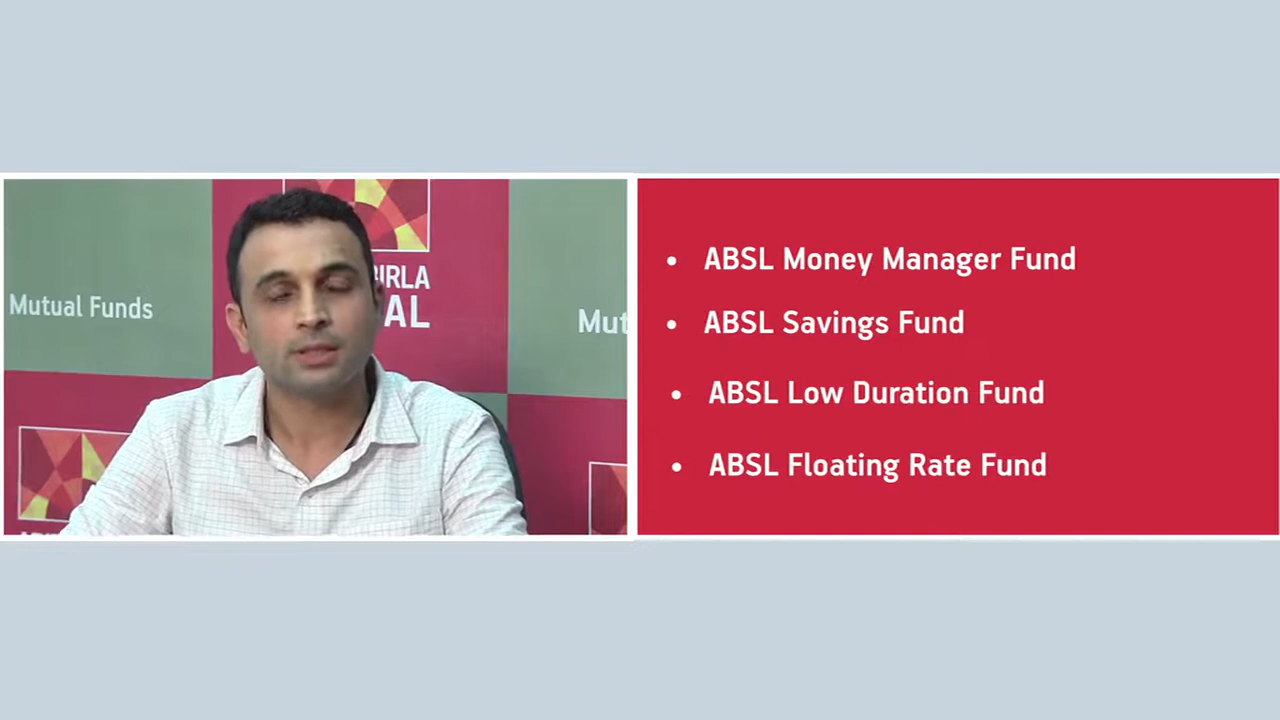 Mutual Funds
BIRLA
AL
Mut
• ABSL Money Manager Fund
• ABSL Savings Fund
• ABSL Low Duration Fund
• ABSL Floating Rate Fund